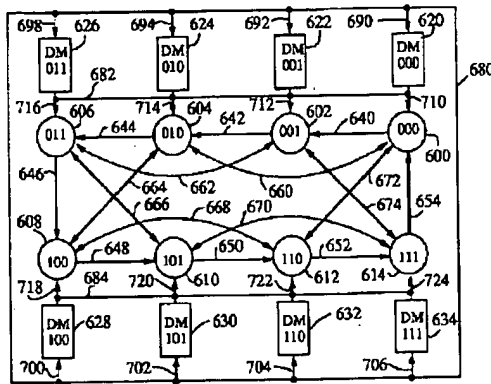 698 626 694 624 692 622 690 620
DM 011 DM 010 DM 001 DM 000
680
682
716 606 714 604 712 602 710
011 644 010 642 001 640 000
600
646 664 662 660 672
666 668 670 674 654
608
100 648 101 650 110 652 111
720 610 722 612 614 724
718 684
DM 100 628 DM 101 630 DM 110 632 DM 111 634
700 702 704 706